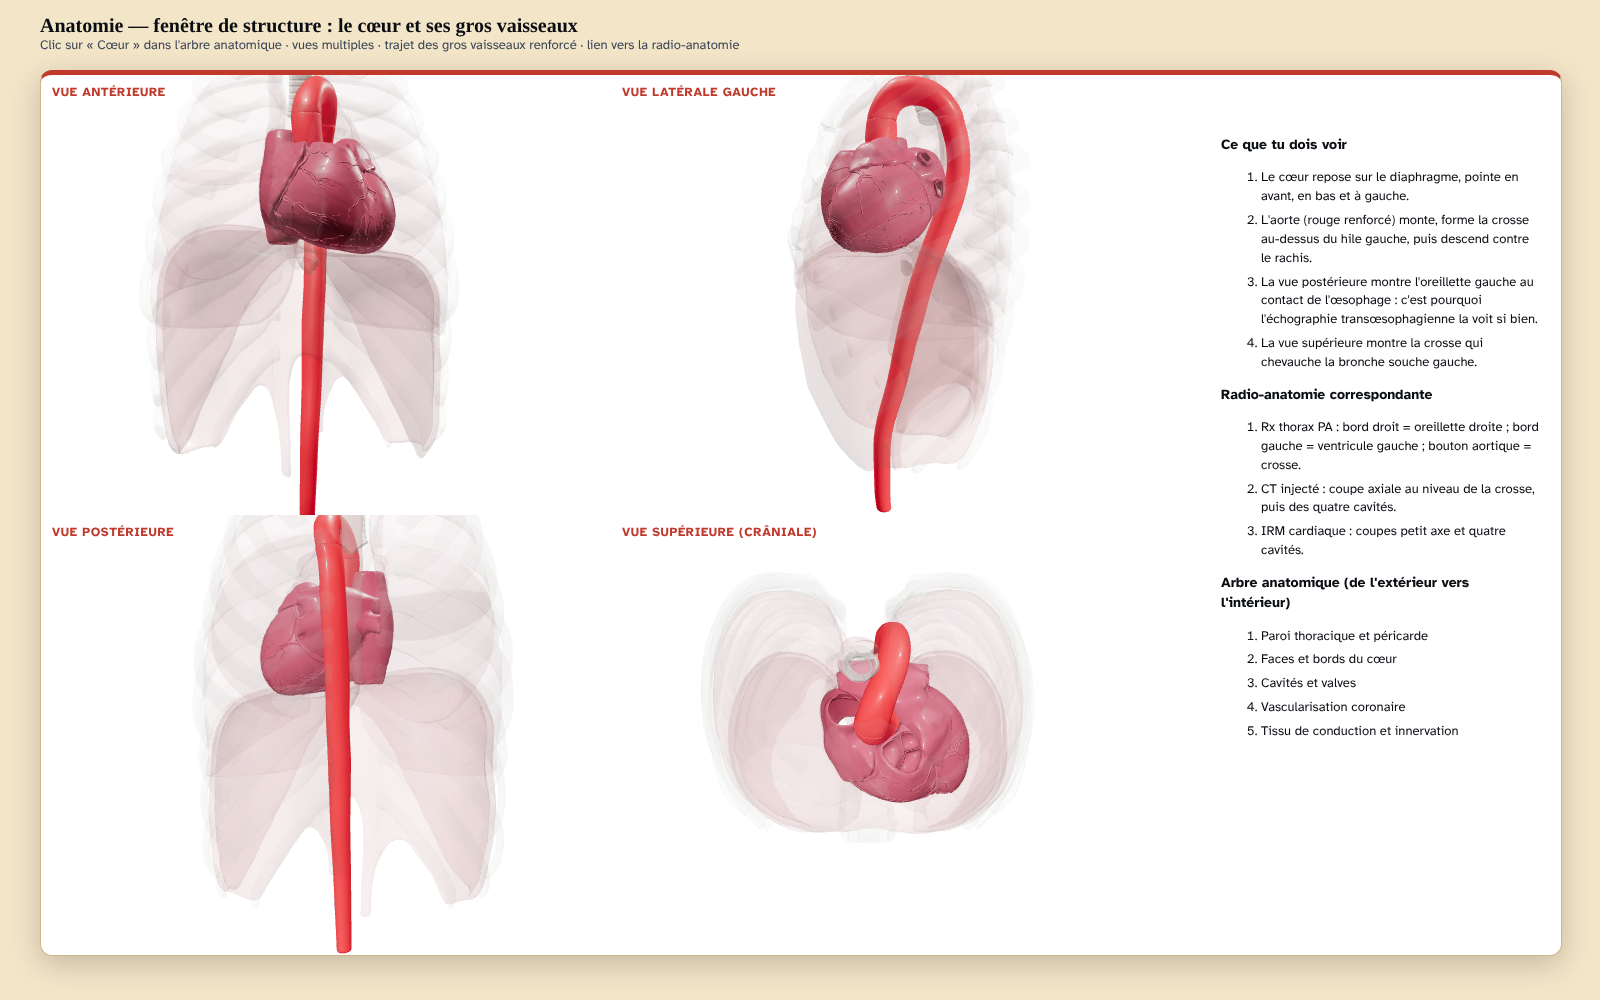 Anatomie — fenêtre de structure : le cœur et ses gros vaisseaux
Clic sur « Cœur » dans l'arbre anatomique · vues multiples · trajet des gros vaisseaux renforcé · lien vers la radio-anatomie
VUE ANTÉRIEURE
VUE LATÉRALE GAUCHE
VUE POSTÉRIEURE
VUE SUPÉRIEURE (CRÂNIALE)
Ce que tu dois voir
1. Le cœur repose sur le diaphragme, pointe en
avant, en bas et à gauche.
2. L'aorte (rouge renforcé) monte, forme la crosse
au-dessus du hile gauche, puis descend contre
le rachis.
3. La vue postérieure montre l'oreillette gauche au
contact de l'œsophage : c'est pourquoi
l'échographie transœsophagienne la voit si bien.
4. La vue supérieure montre la crosse qui
chevauche la bronche souche gauche.
Radio-anatomie correspondante
1. Rx thorax PA : bord droit = oreillette droite ; bord
gauche = ventricule gauche ; bouton aortique =
crosse.
2. CT injecté : coupe axiale au niveau de la crosse,
puis des quatre cavités.
3. IRM cardiaque : coupes petit axe et quatre
cavités.
Arbre anatomique (de l'extérieur vers
l'intérieur)
1. Paroi thoracique et péricarde
2. Faces et bords du cœur
3. Cavités et valves
4. Vascularisation coronaire
5. Tissu de conduction et innervation